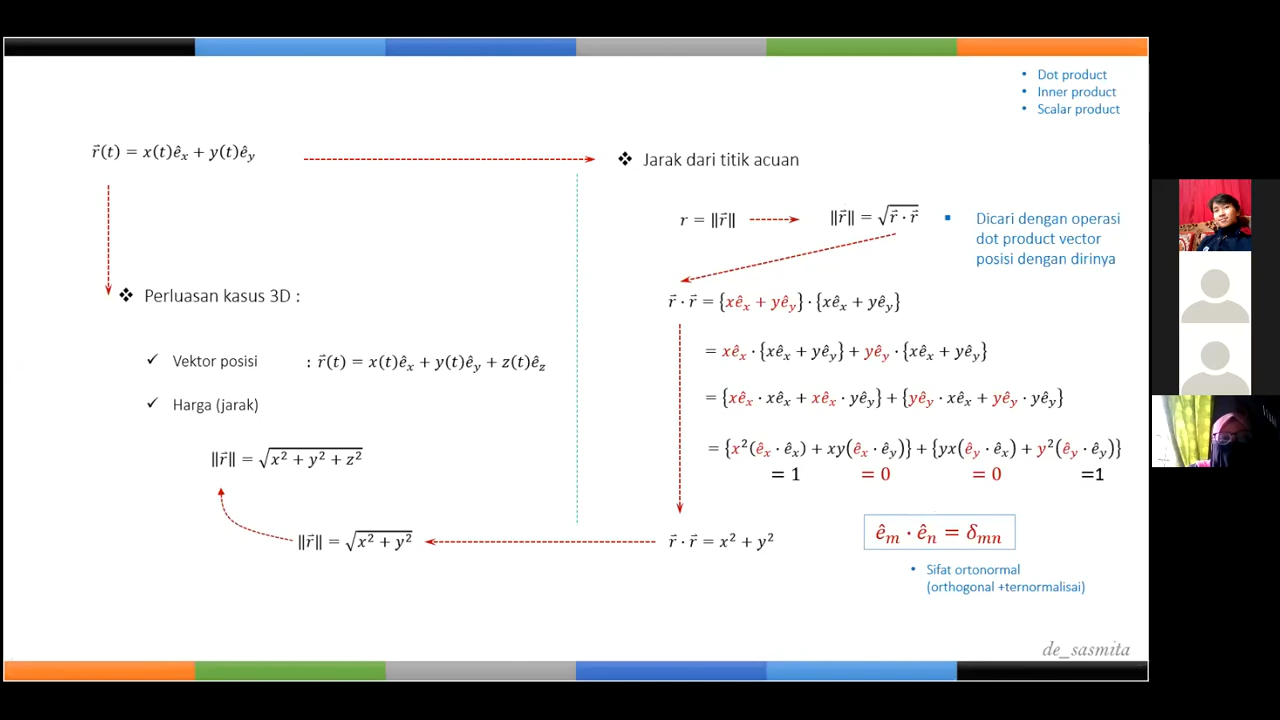 • Dot product
• Inner product
• Scalar product
r⃗(t) = x(t)ê_x + y(t)ê_y
❖ Jarak dari titik acuan
r = ‖r⃗‖
‖r⃗‖ = √(r⃗ · r⃗)
▪ Dicari dengan operasi
dot product vector
posisi dengan dirinya
r⃗ · r⃗ = {xê_x + yê_y} · {xê_x + yê_y}
= xê_x · {xê_x + yê_y} + yê_y · {xê_x + yê_y}
= {xê_x · xê_x + xê_x · yê_y} + {yê_y · xê_x + yê_y · yê_y}
= {x²(ê_x · ê_x) + xy(ê_x · ê_y)} + {yx(ê_y · ê_x) + y²(ê_y · ê_y)}
= 1 = 0 = 0 =1
r⃗ · r⃗ = x² + y²
ê_m · ê_n = δ_mn
• Sifat ortonormal
(orthogonal +ternormalisai)
❖ Perluasan kasus 3D :
✓ Vektor posisi : r⃗(t) = x(t)ê_x + y(t)ê_y + z(t)ê_z
✓ Harga (jarak)
‖r⃗‖ = √(x² + y² + z²)
‖r⃗‖ = √(x² + y²)
de_sasmita